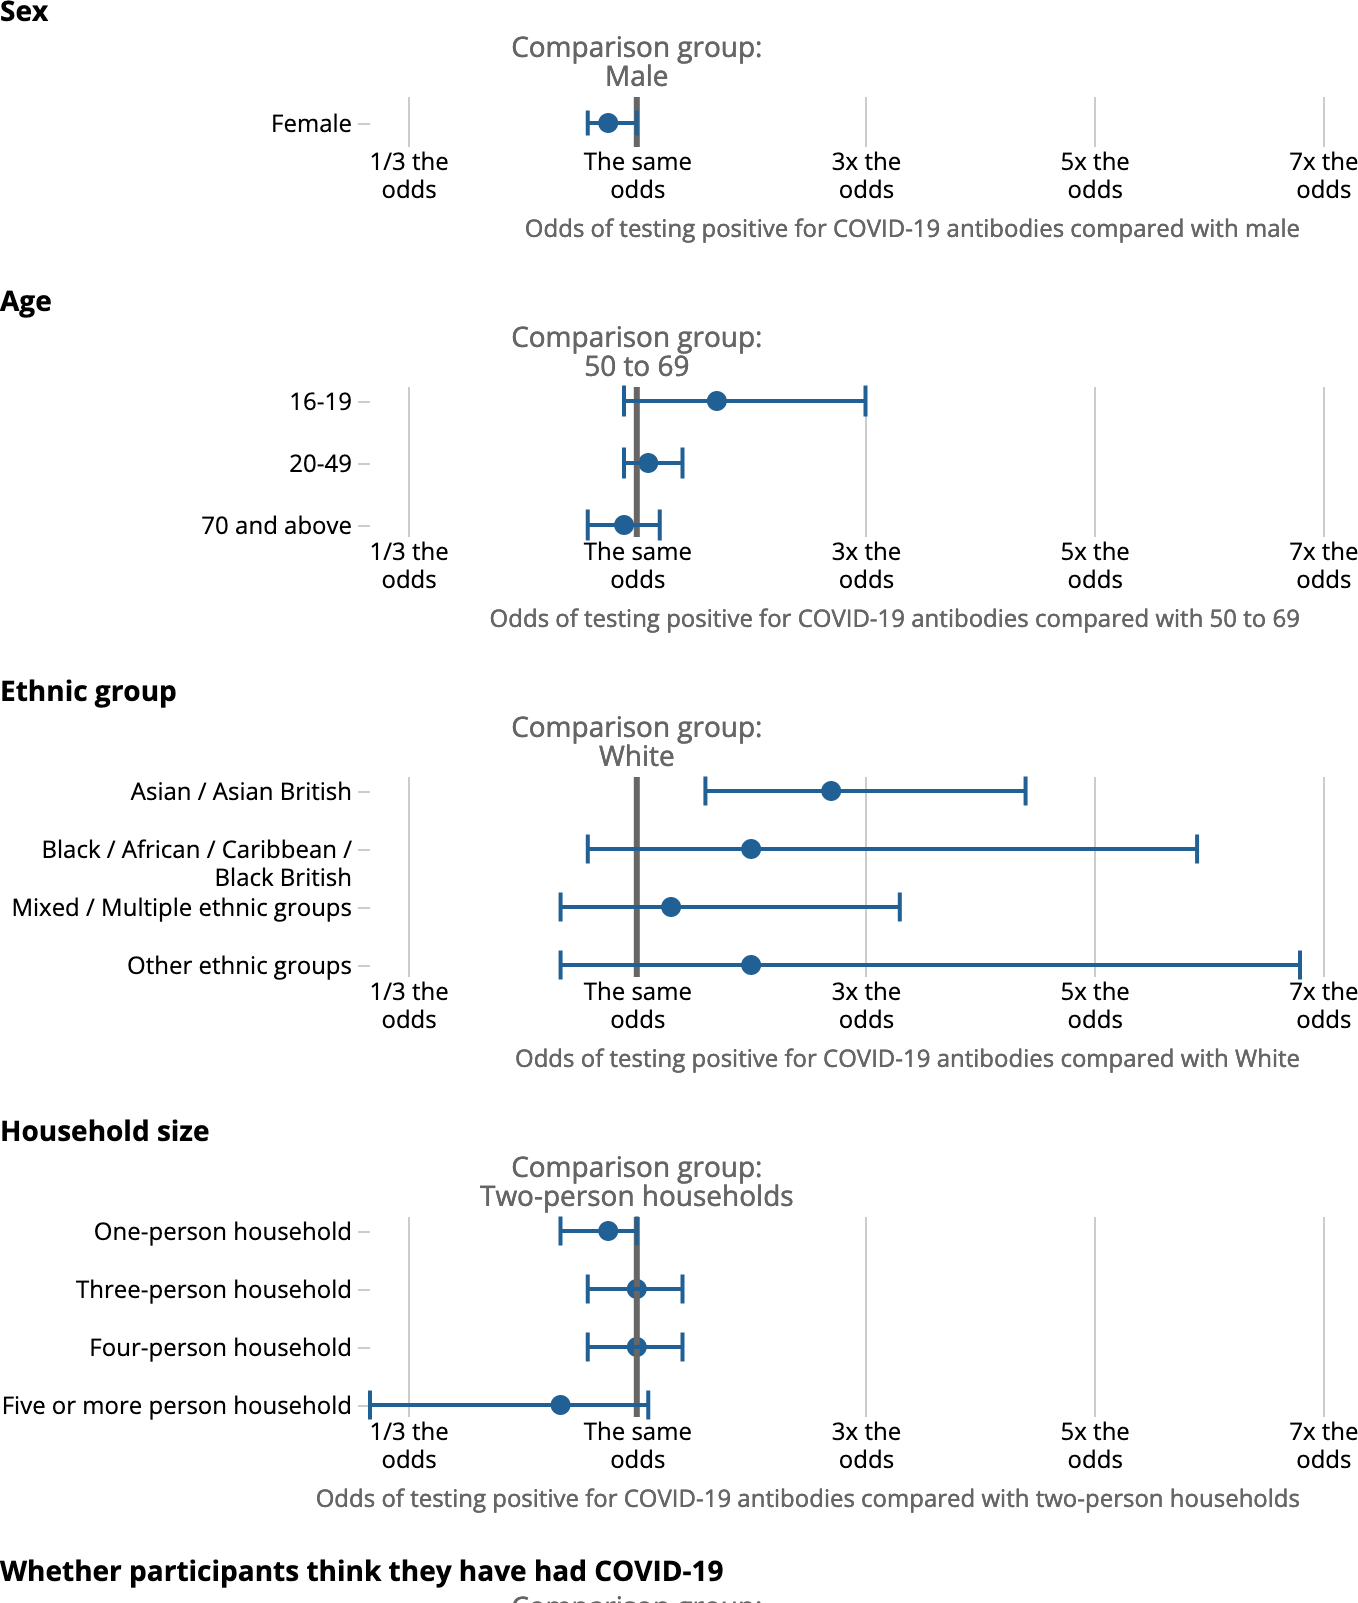 Sex
Comparison group:
Male
Female
1/3 the The same 3x the 5x the 7x the
odds odds odds odds odds
Odds of testing positive for COVID-19 antibodies compared with male
Age
Comparison group:
50 to 69
16-19
20-49
70 and above
1/3 the The same 3x the 5x the 7x the
odds odds odds odds odds
Odds of testing positive for COVID-19 antibodies compared with 50 to 69
Ethnic group
Comparison group:
White
Asian / Asian British
Black / African / Caribbean /
Black British
Mixed / Multiple ethnic groups
Other ethnic groups
1/3 the The same 3x the 5x the 7x the
odds odds odds odds odds
Odds of testing positive for COVID-19 antibodies compared with White
Household size
Comparison group:
Two-person households
One-person household
Three-person household
Four-person household
Five or more person household
1/3 the The same 3x the 5x the 7x the
odds odds odds odds odds
Odds of testing positive for COVID-19 antibodies compared with two-person households
Whether participants think they have had COVID-19
Comparison group: